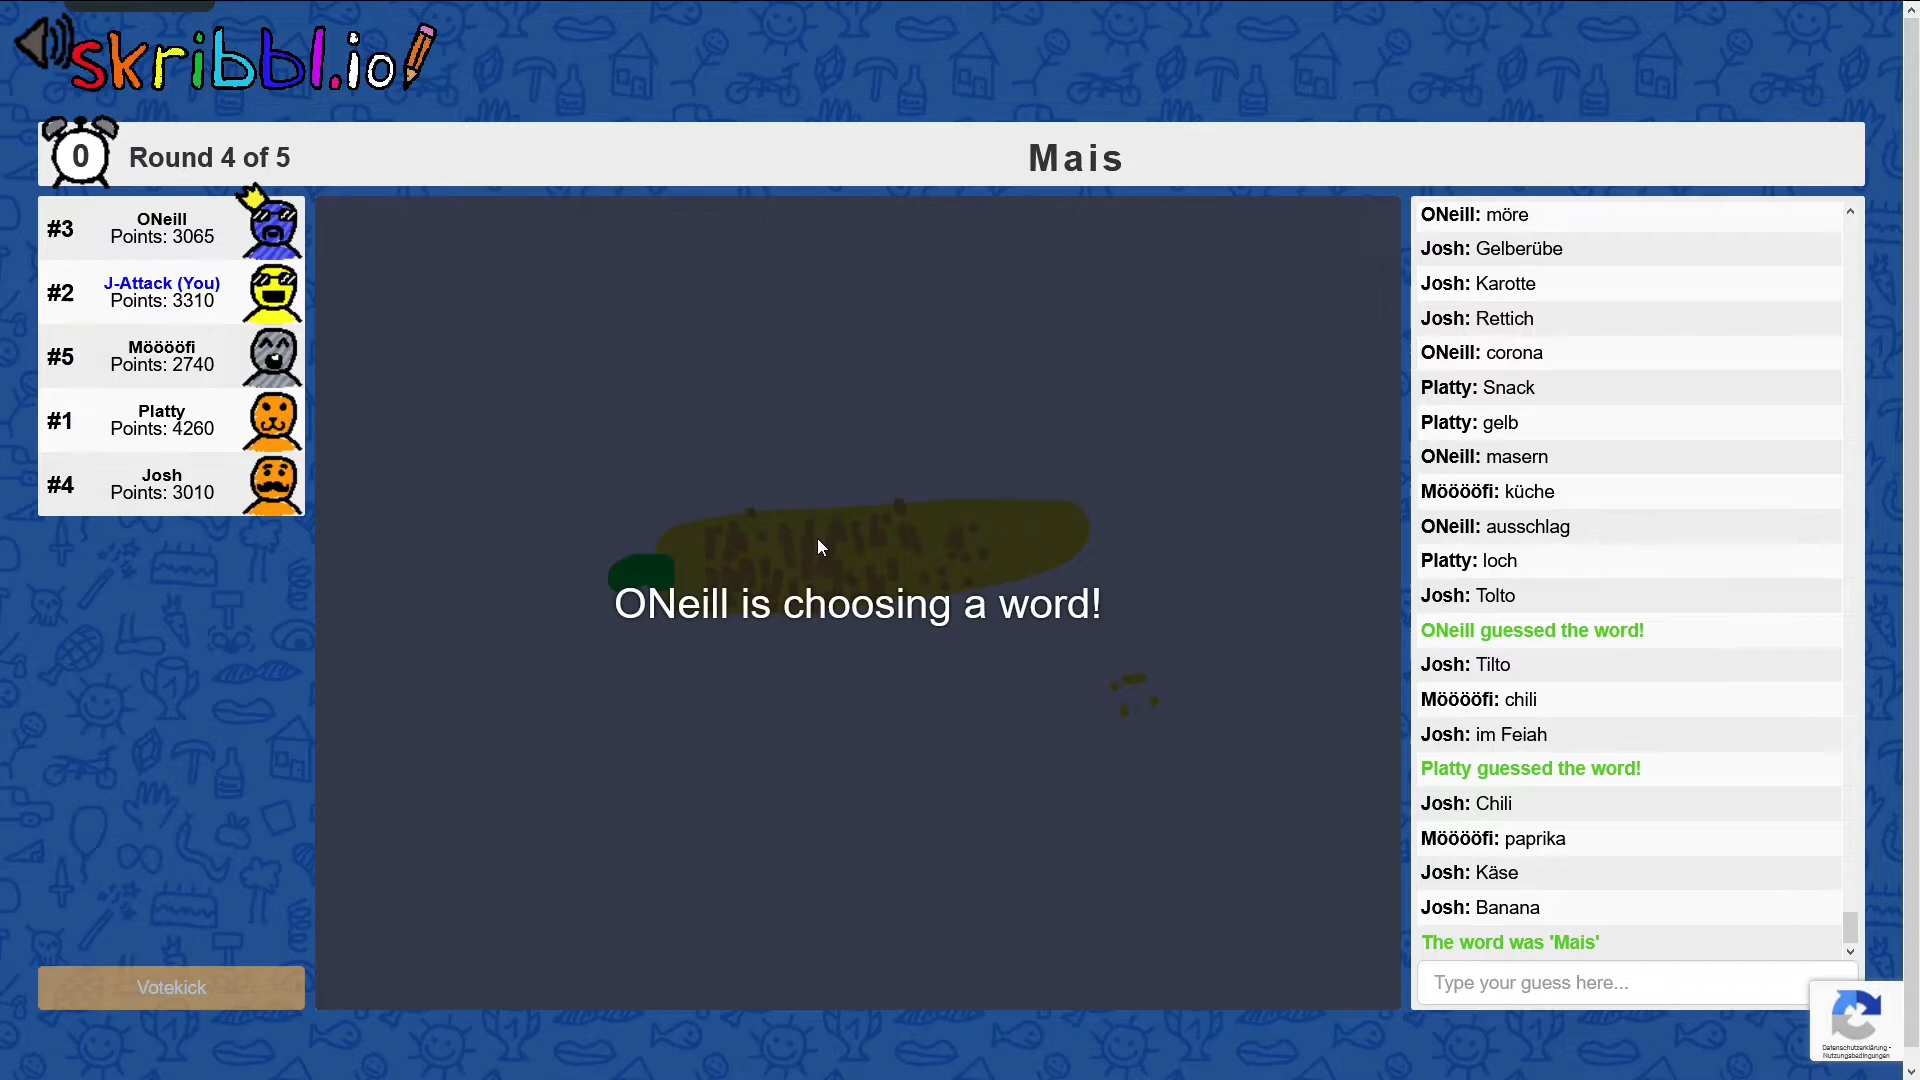 skribbl.io
0
Round 4 of 5
Mais
#3
ONeill
Points: 3065
#2
J-Attack (You)
Points: 3310
#5
Mööööfi
Points: 2740
#1
Platty
Points: 4260
#4
Josh
Points: 3010
Votekick
ONeill is choosing a word!
ONeill: möre
Josh: Gelberübe
Josh: Karotte
Josh: Rettich
ONeill: corona
Platty: Snack
Platty: gelb
ONeill: masern
Mööööfi: küche
ONeill: ausschlag
Platty: loch
Josh: Tolto
ONeill guessed the word!
Josh: Tilto
Mööööfi: chili
Josh: im Feiah
Platty guessed the word!
Josh: Chili
Mööööfi: paprika
Josh: Käse
Josh: Banana
The word was 'Mais'
Type your guess here...
Datenschutzerklärung -
Nutzungsbedingungen